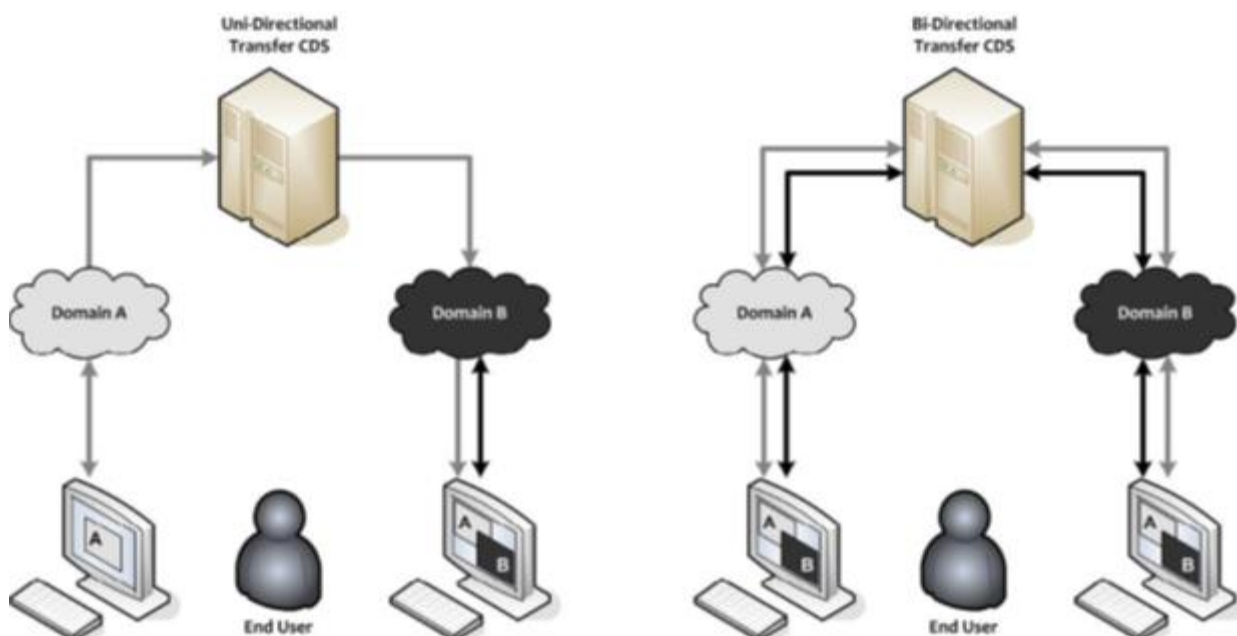 Uni-Directional
Transfer CDS
Bi-Directional
Transfer CDS
Domain A
Domain B
Domain A
Domain B
A
A
B
A
B
A
B
End User
End User